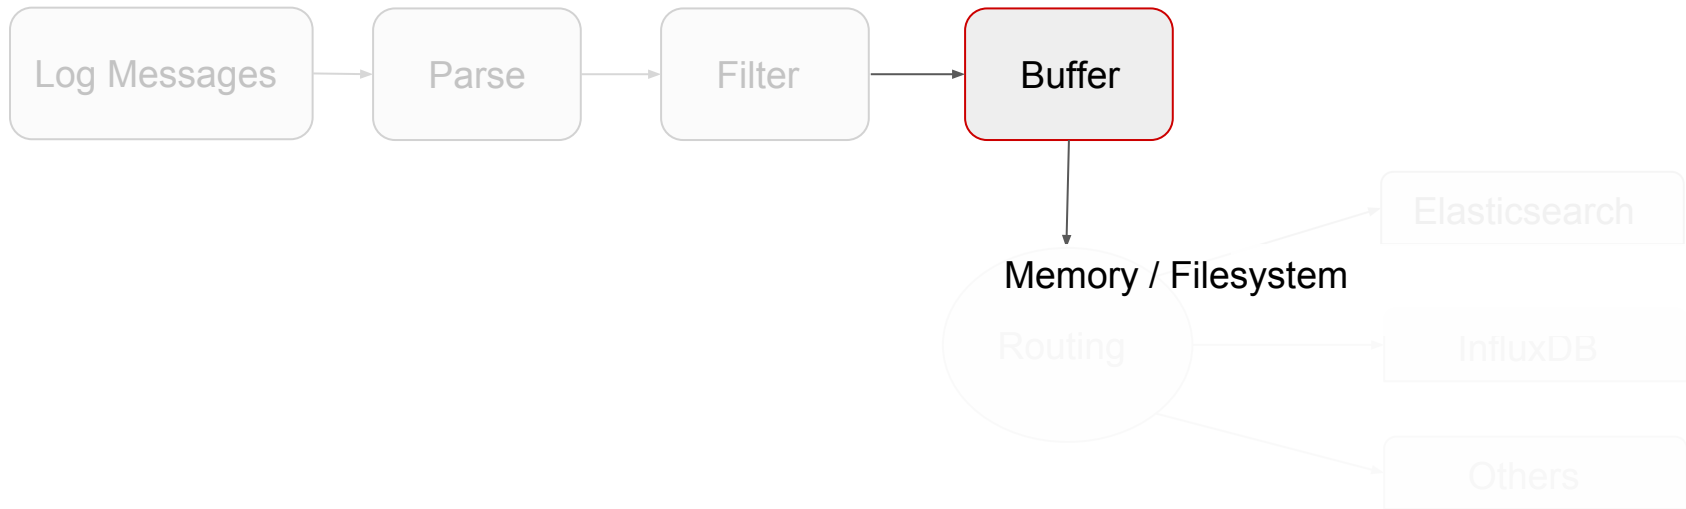 Log Messages
Parse
Filter
Buffer
Elasticsearch
Memory / Filesystem
Routing
InfluxDB
Others